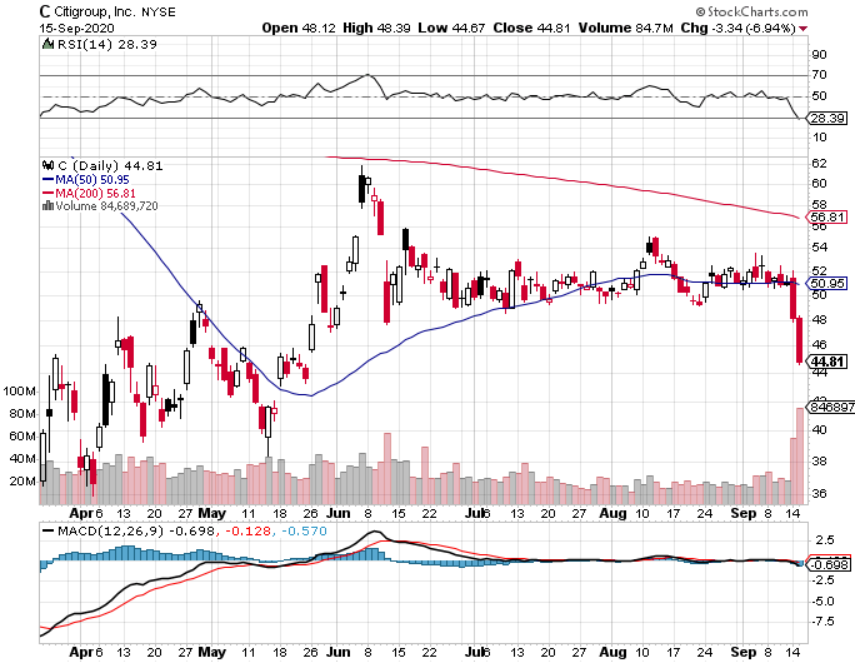 C Citigroup, Inc. NYSE © StockCharts.com
15-Sep-2020 Open 48.12 High 48.39 Low 44.67 Close 44.81 Volume 84.7M Chg -3.34 (-6.94%)
RSI(14) 28.39
90
70
50
28.39
10
C (Daily) 44.81
MA(50) 50.95
MA(200) 56.81
Volume 84,689,720
62
60
58
56.81
56
54
52
50.95
50
48
46
44.81
44
42
40
38
36
100M
80M
60M
40M
20M
846897
Apr 6 13 20 27 May 11 18 26 Jun 8 15 22 Jul 6 13 20 27 Aug 10 17 24 Sep 8 14
MACD(12,26,9) -0.698, -0.128, -0.570
2.5
-0.698
-2.5
-5.0
-7.5
Apr 6 13 20 27 May 11 18 26 Jun 8 15 22 Jul 6 13 20 27 Aug 10 17 24 Sep 8 14